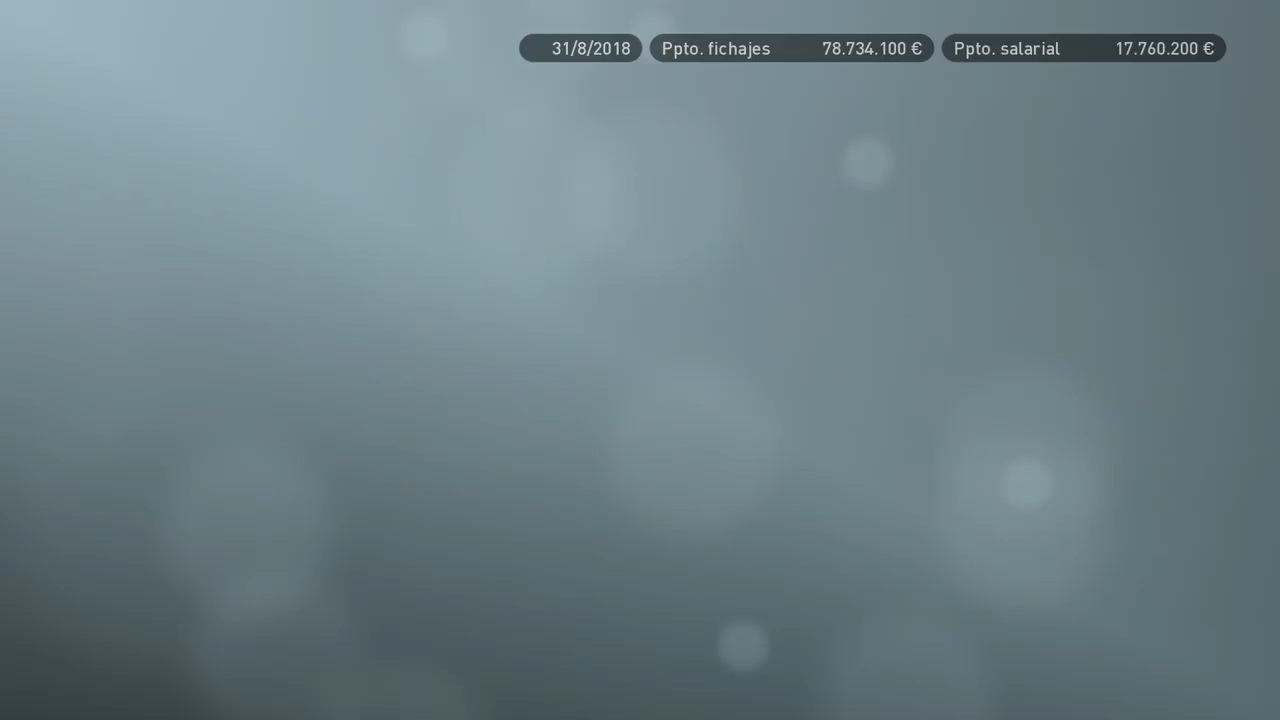 31/8/2018 Ppto. fichajes 78.734.100 € Ppto. salarial 17.760.200 €